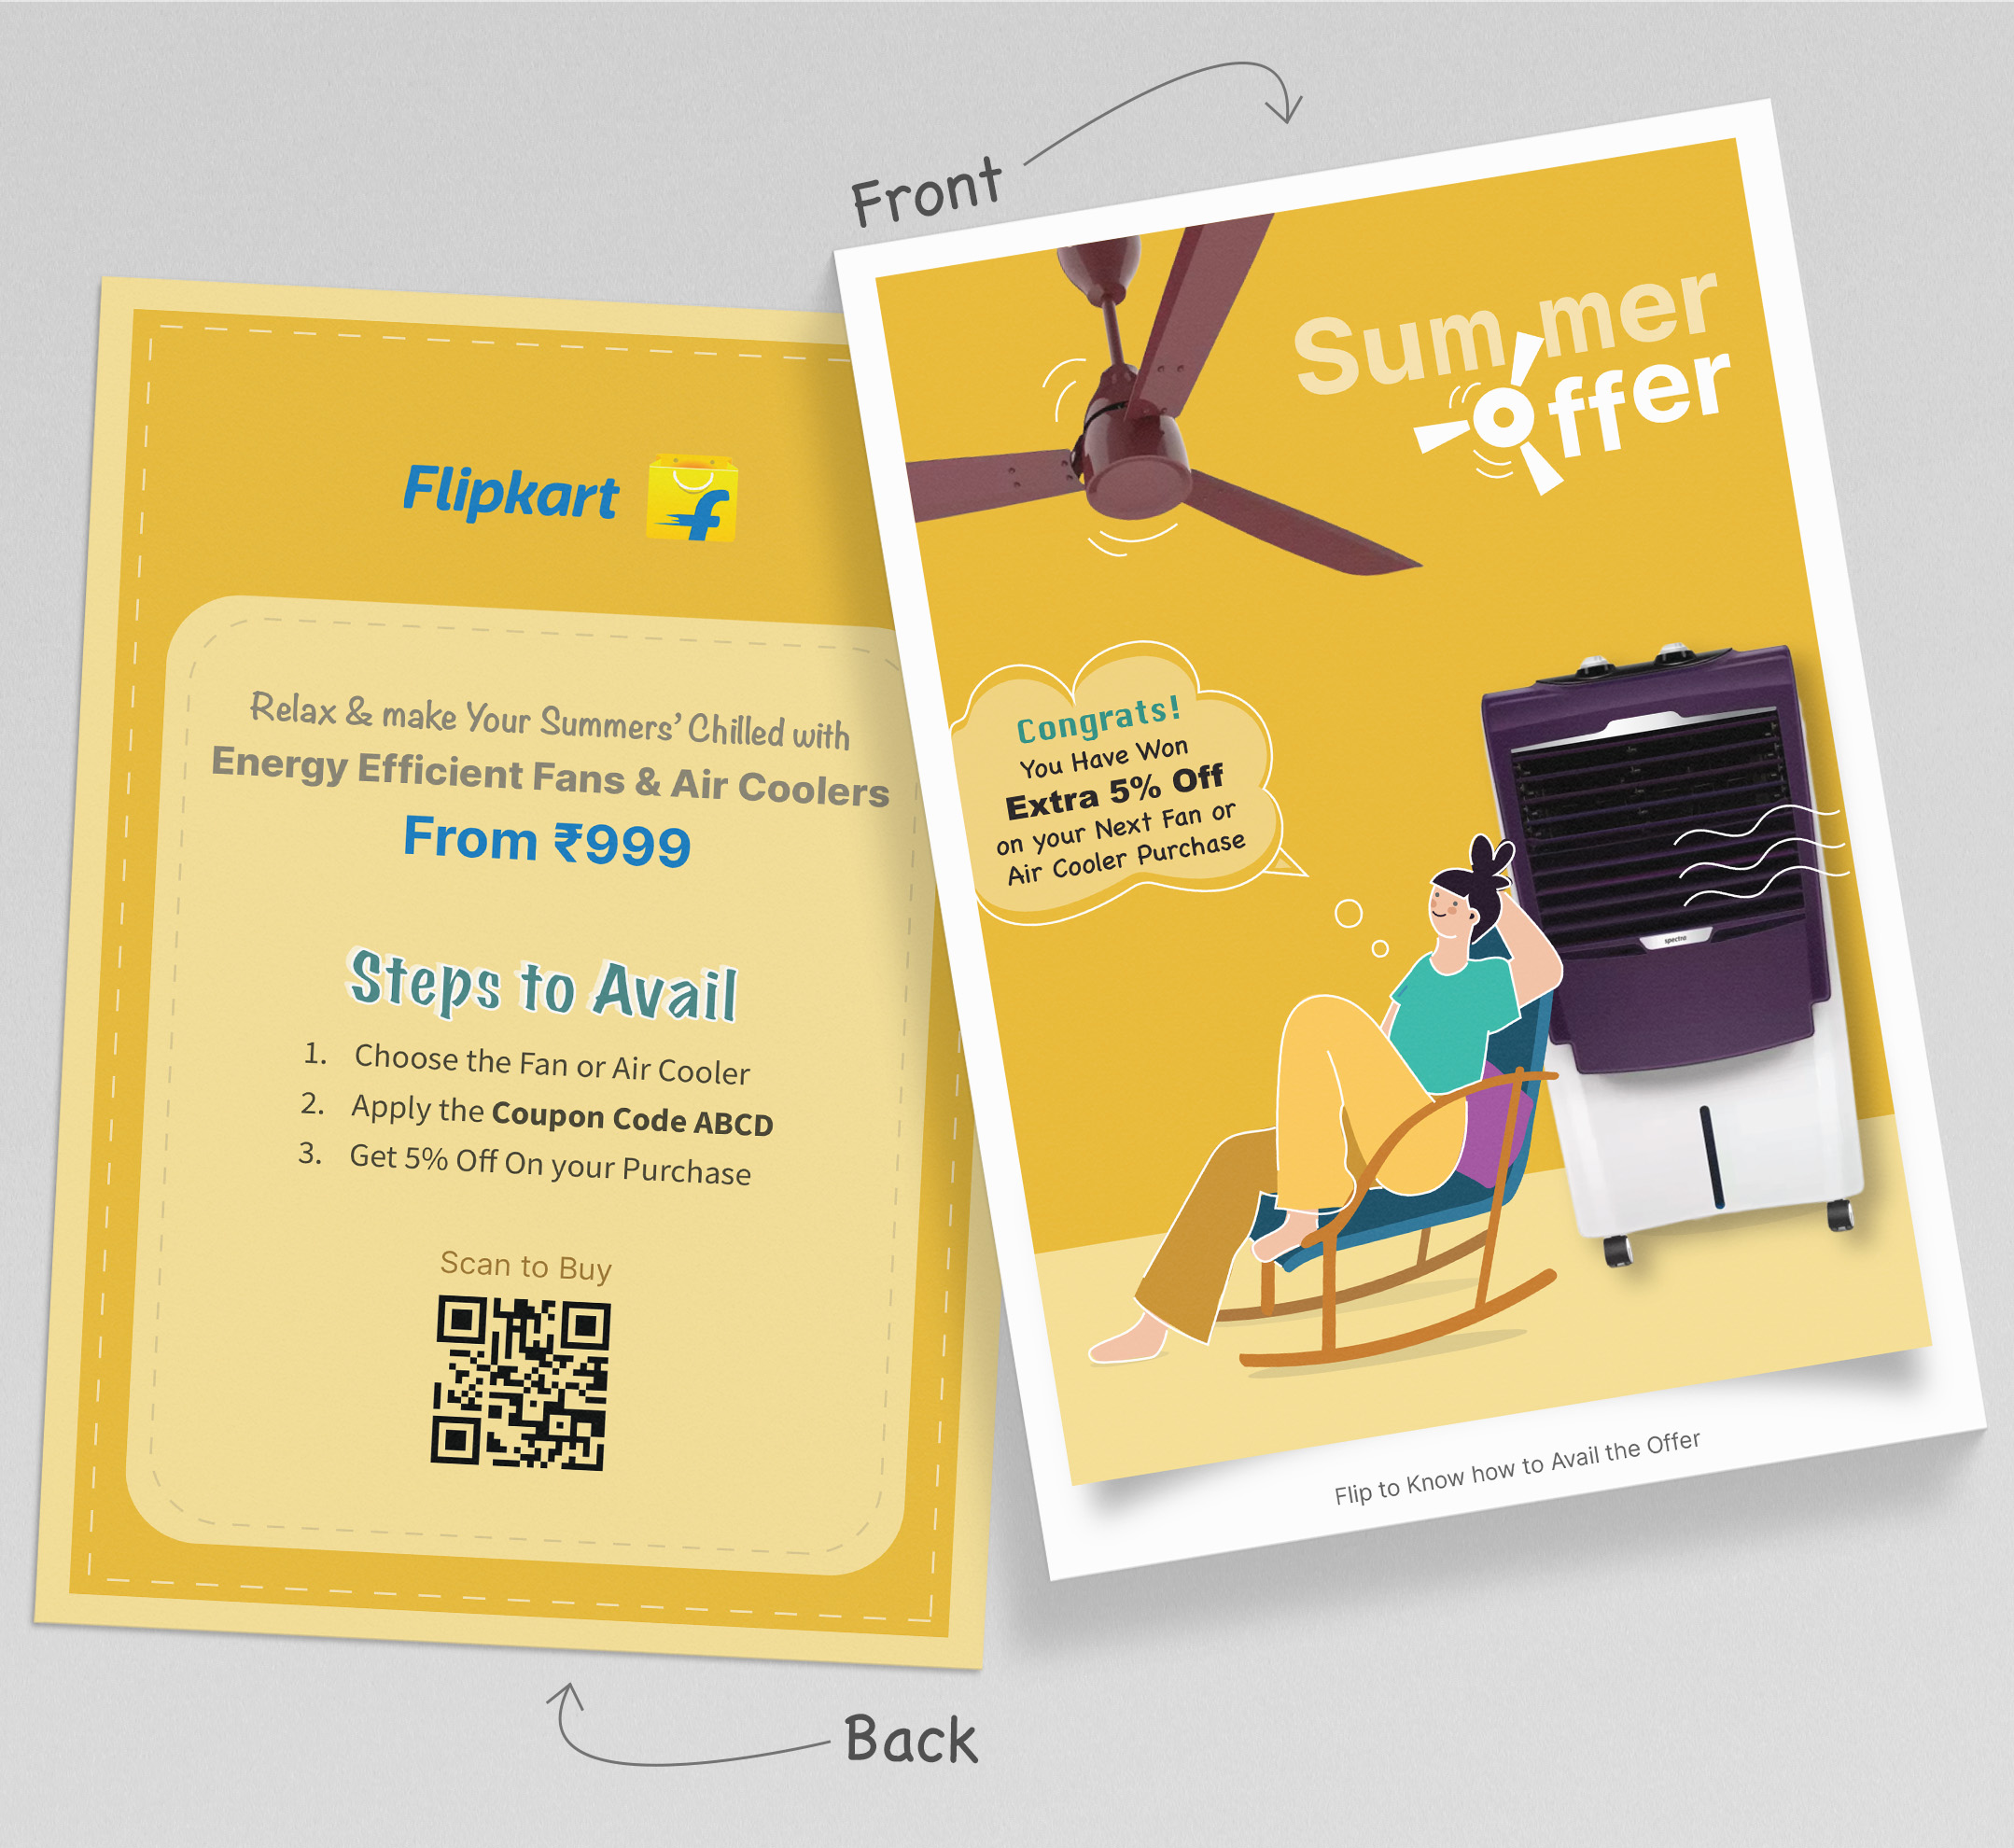 Front
Summer
offer
Congrats!
You Have Won
Extra 5% Off
on your Next Fan or
Air Cooler Purchase
spectra
Flip to Know how to Avail the Offer
Flipkart
f
Relax & make Your Summers' Chilled with
Energy Efficient Fans & Air Coolers
From ₹999
Steps to Avail
1. Choose the Fan or Air Cooler
2. Apply the Coupon Code ABCD
3. Get 5% Off On your Purchase
Scan to Buy
Back